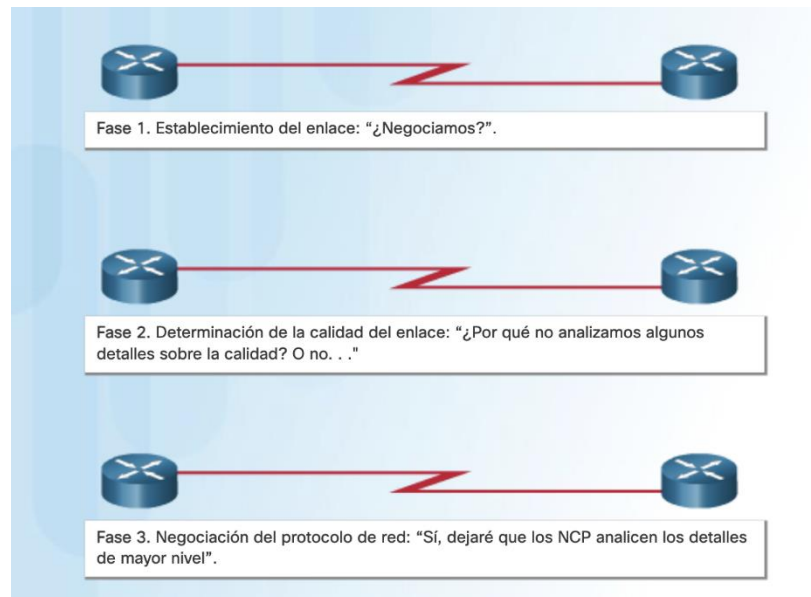 Fase 1. Establecimiento del enlace: “¿Negociamos?”.
Fase 2. Determinación de la calidad del enlace: “¿Por qué no analizamos algunos
detalles sobre la calidad? O no. . ."
Fase 3. Negociación del protocolo de red: “Sí, dejaré que los NCP analicen los detalles
de mayor nivel”.